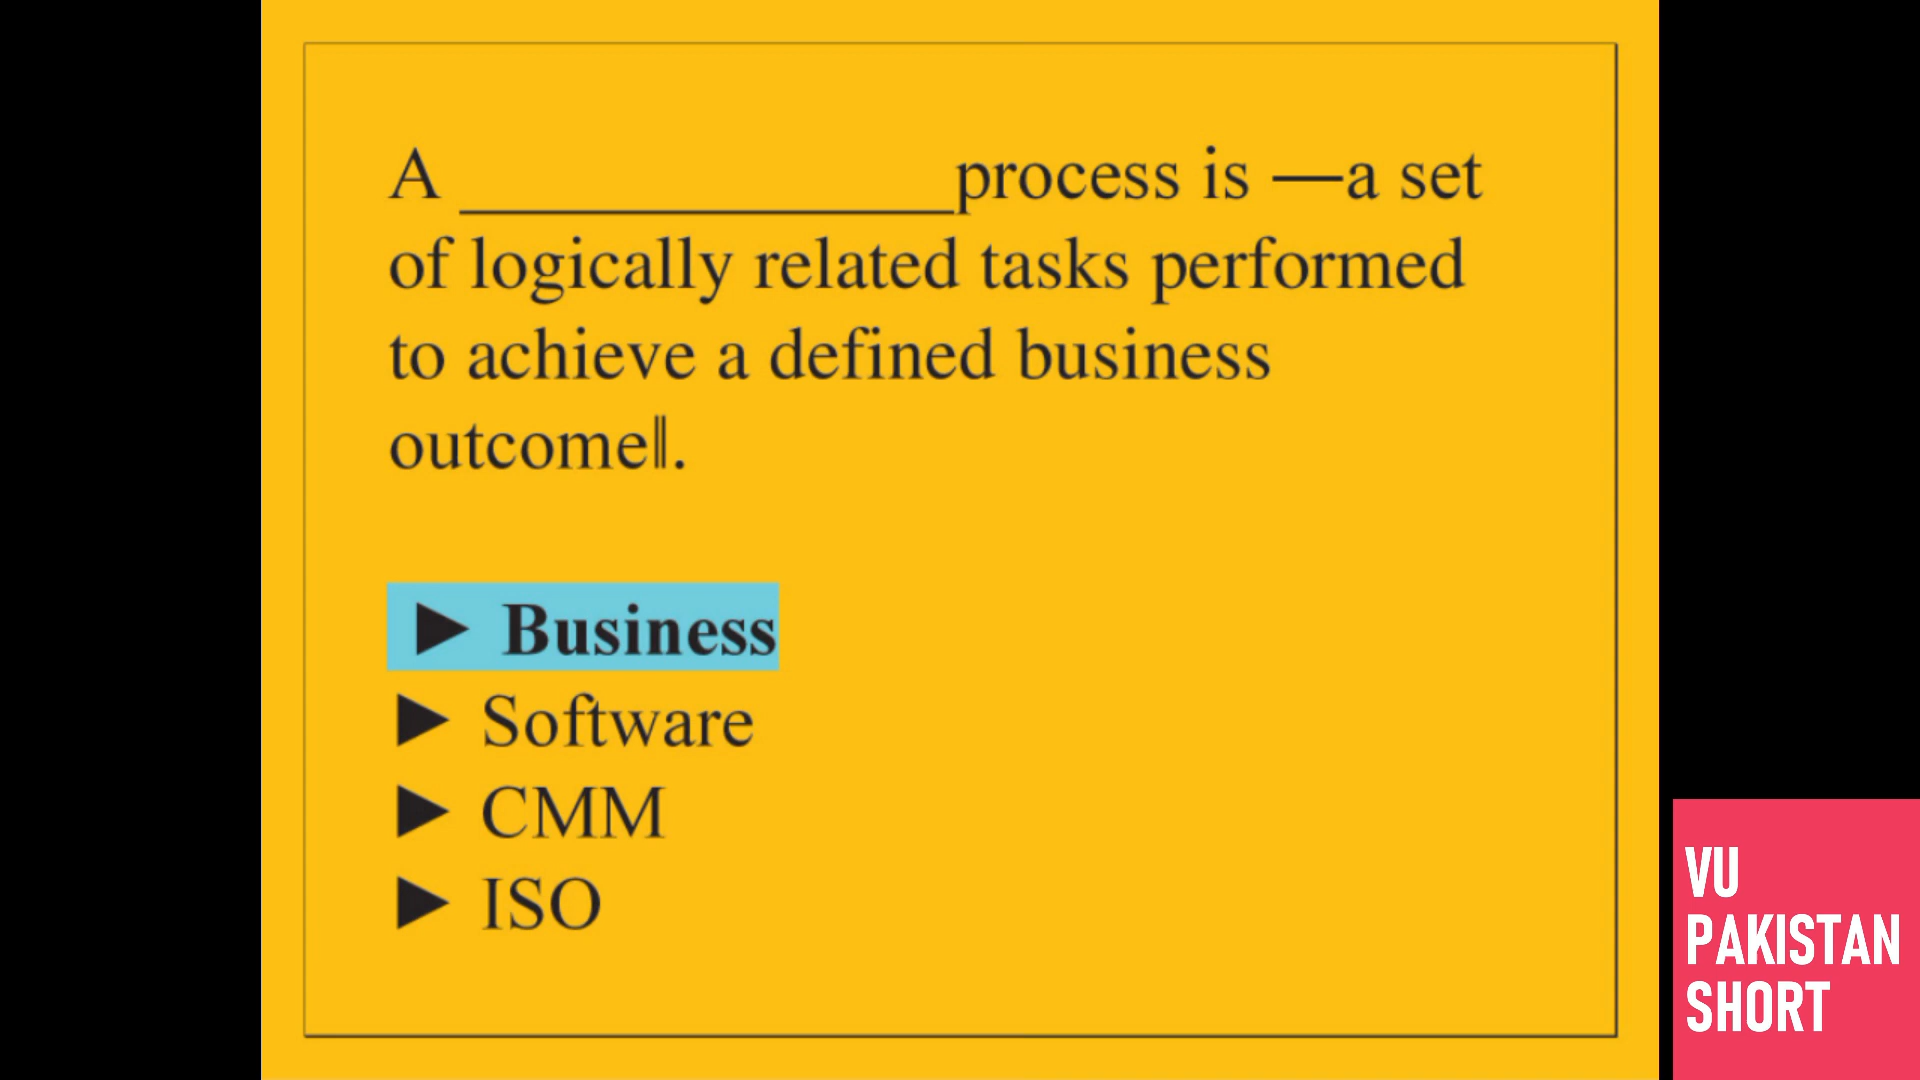 A ______________process is ―a set
of logically related tasks performed
to achieve a defined business
outcome‖.
► Business
► Software
► CMM
► ISO
VU
PAKISTAN
SHORT